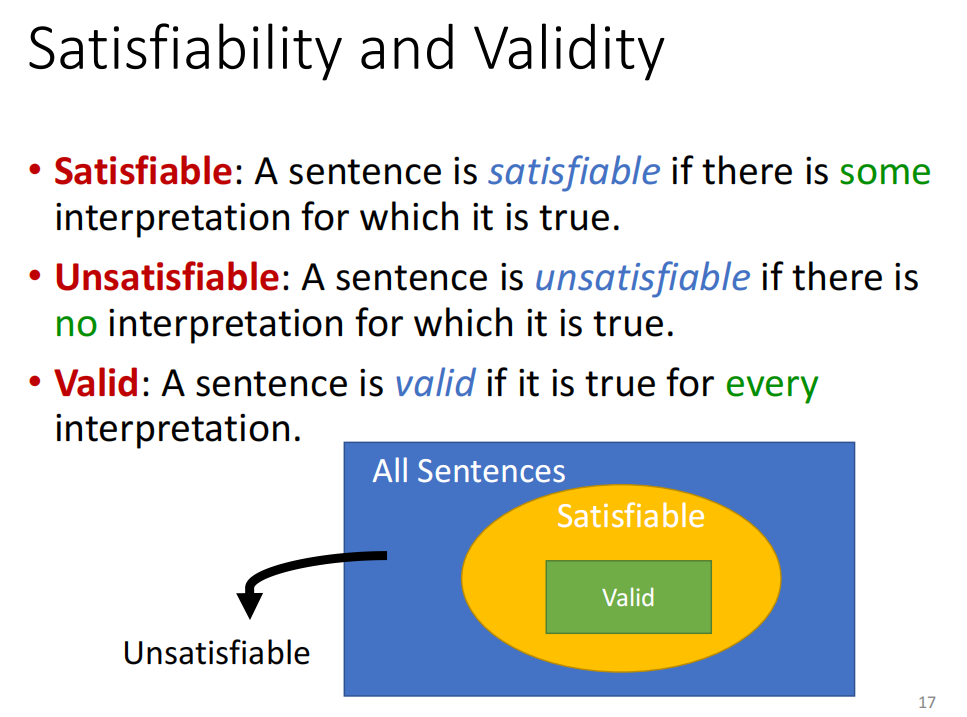 Satisfiability and Validity
• Satisfiable: A sentence is satisfiable if there is some
interpretation for which it is true.
• Unsatisfiable: A sentence is unsatisfiable if there is
no interpretation for which it is true.
• Valid: A sentence is valid if it is true for every
interpretation.
All Sentences
Satisfiable
Valid
Unsatisfiable
17